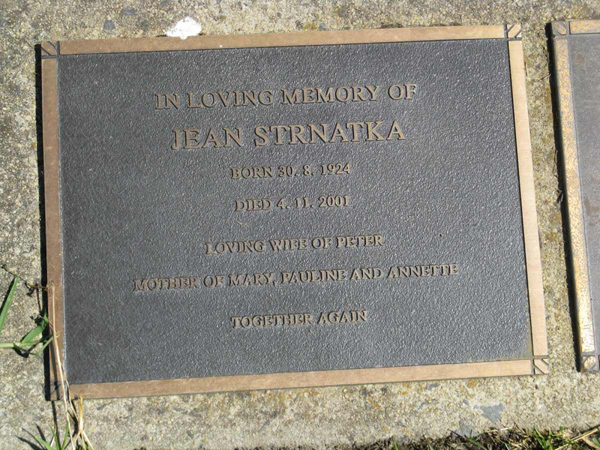 IN LOVING MEMORY OF
JEAN STRNATKA
BORN 30. 8. 1924
DIED 4. 11. 2001
LOVING WIFE OF PETER
MOTHER OF MARY, PAULINE AND ANNETTE
TOGETHER AGAIN